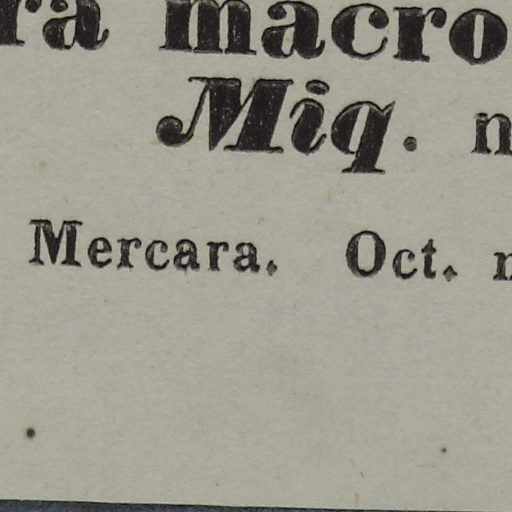 ra macro
Miq. n
Mercara. Oct. n